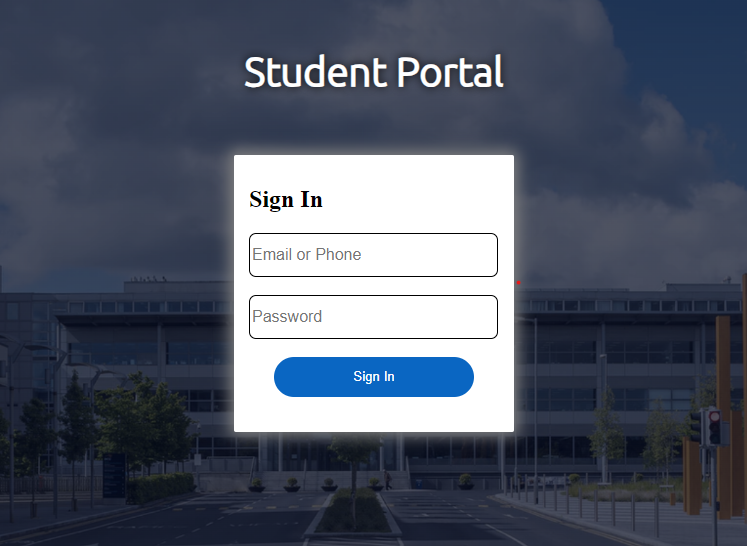 Student Portal
Sign In
Email or Phone
Password
Sign In